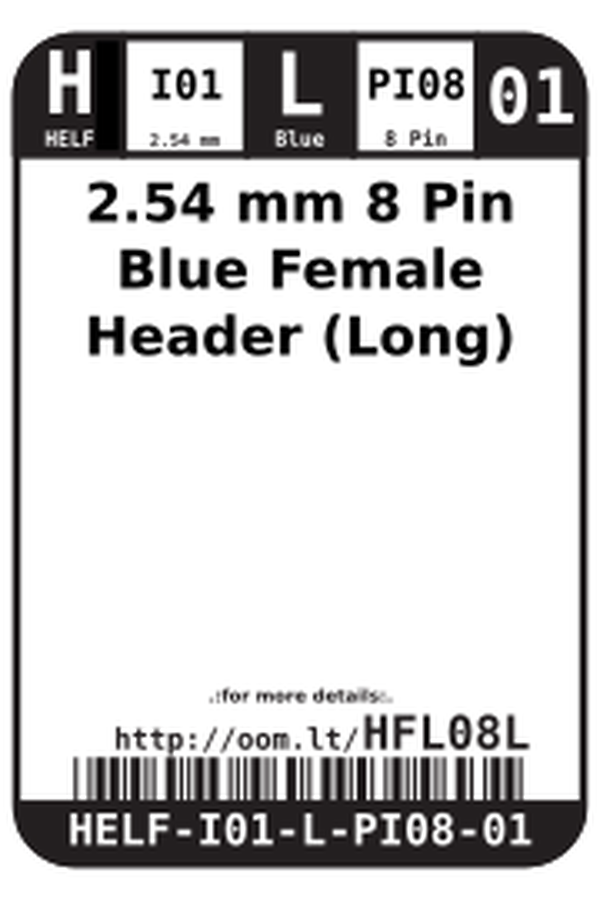 H I01 L PI08 01
HELF 2.54 mm Blue 8 Pin
2.54 mm 8 Pin
Blue Female
Header (Long)
.:for more details:.
http://oom.lt/HFL08L
HELF-I01-L-PI08-01